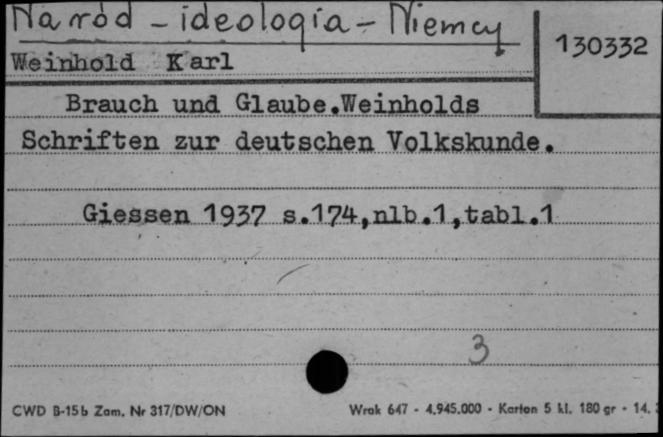 Naród - ideologia - Niemcy
130332
Weinhold Karl
Brauch und Glaube.Weinholds
Schriften zur deutschen Volkskunde.
Giessen 1937 s.174,nlb.1,tabl.1
3
CWD B-15b Zam. Nr 317/DW/ON
Wrak 647 - 4.945.000 - Karton 5 kl. 180 gr - 14.